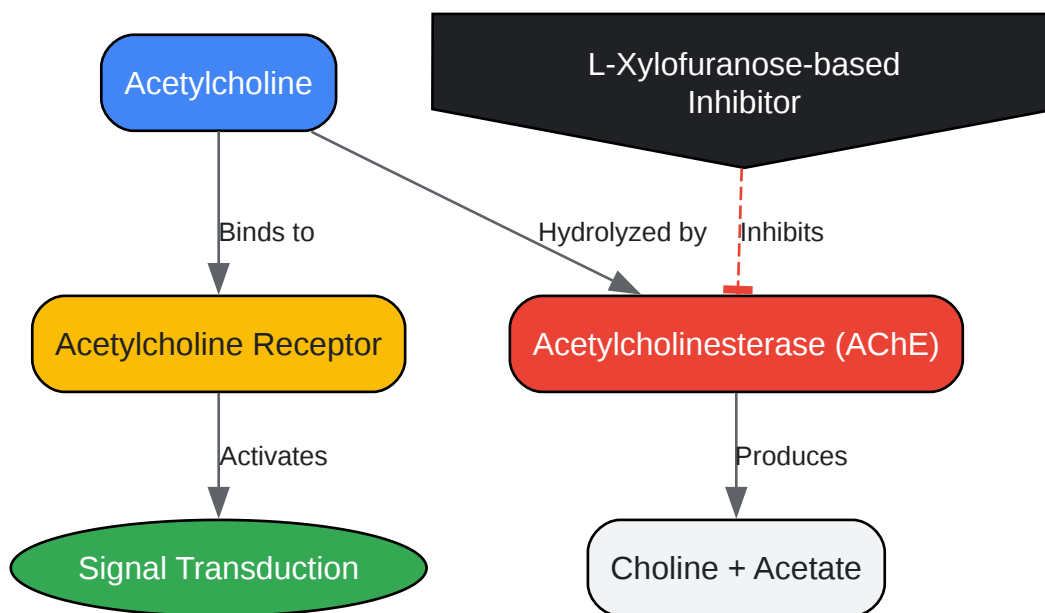 Acetylcholine
L-Xylofuranose-based
Inhibitor
Binds to
Hydrolyzed by
Inhibits
Acetylcholine Receptor
Acetylcholinesterase (AChE)
Activates
Produces
Signal Transduction
Choline + Acetate